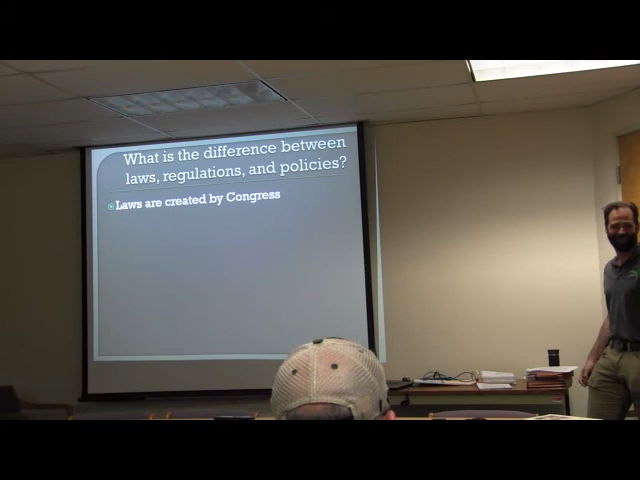 What is the difference between
laws, regulations, and policies?
Laws are created by Congress